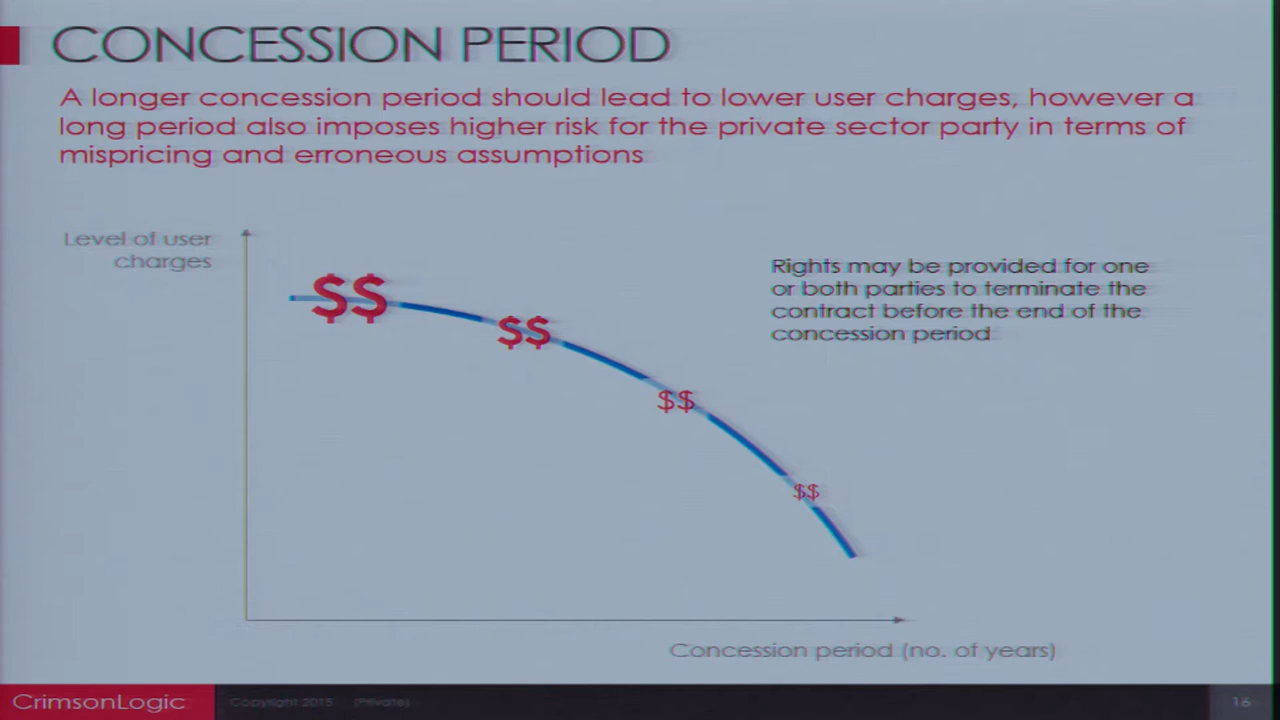 CONCESSION PERIOD
A longer concession period should lead to lower user charges, however a
long period also imposes higher risk for the private sector party in terms of
mispricing and erroneous assumptions
Level of user
charges
Rights may be provided for one
or both parties to terminate the
contract before the end of the
concession period
$$
$$
$$
$$
Concession period (no. of years)
CrimsonLogic
Copyright 2015 (Private)
16